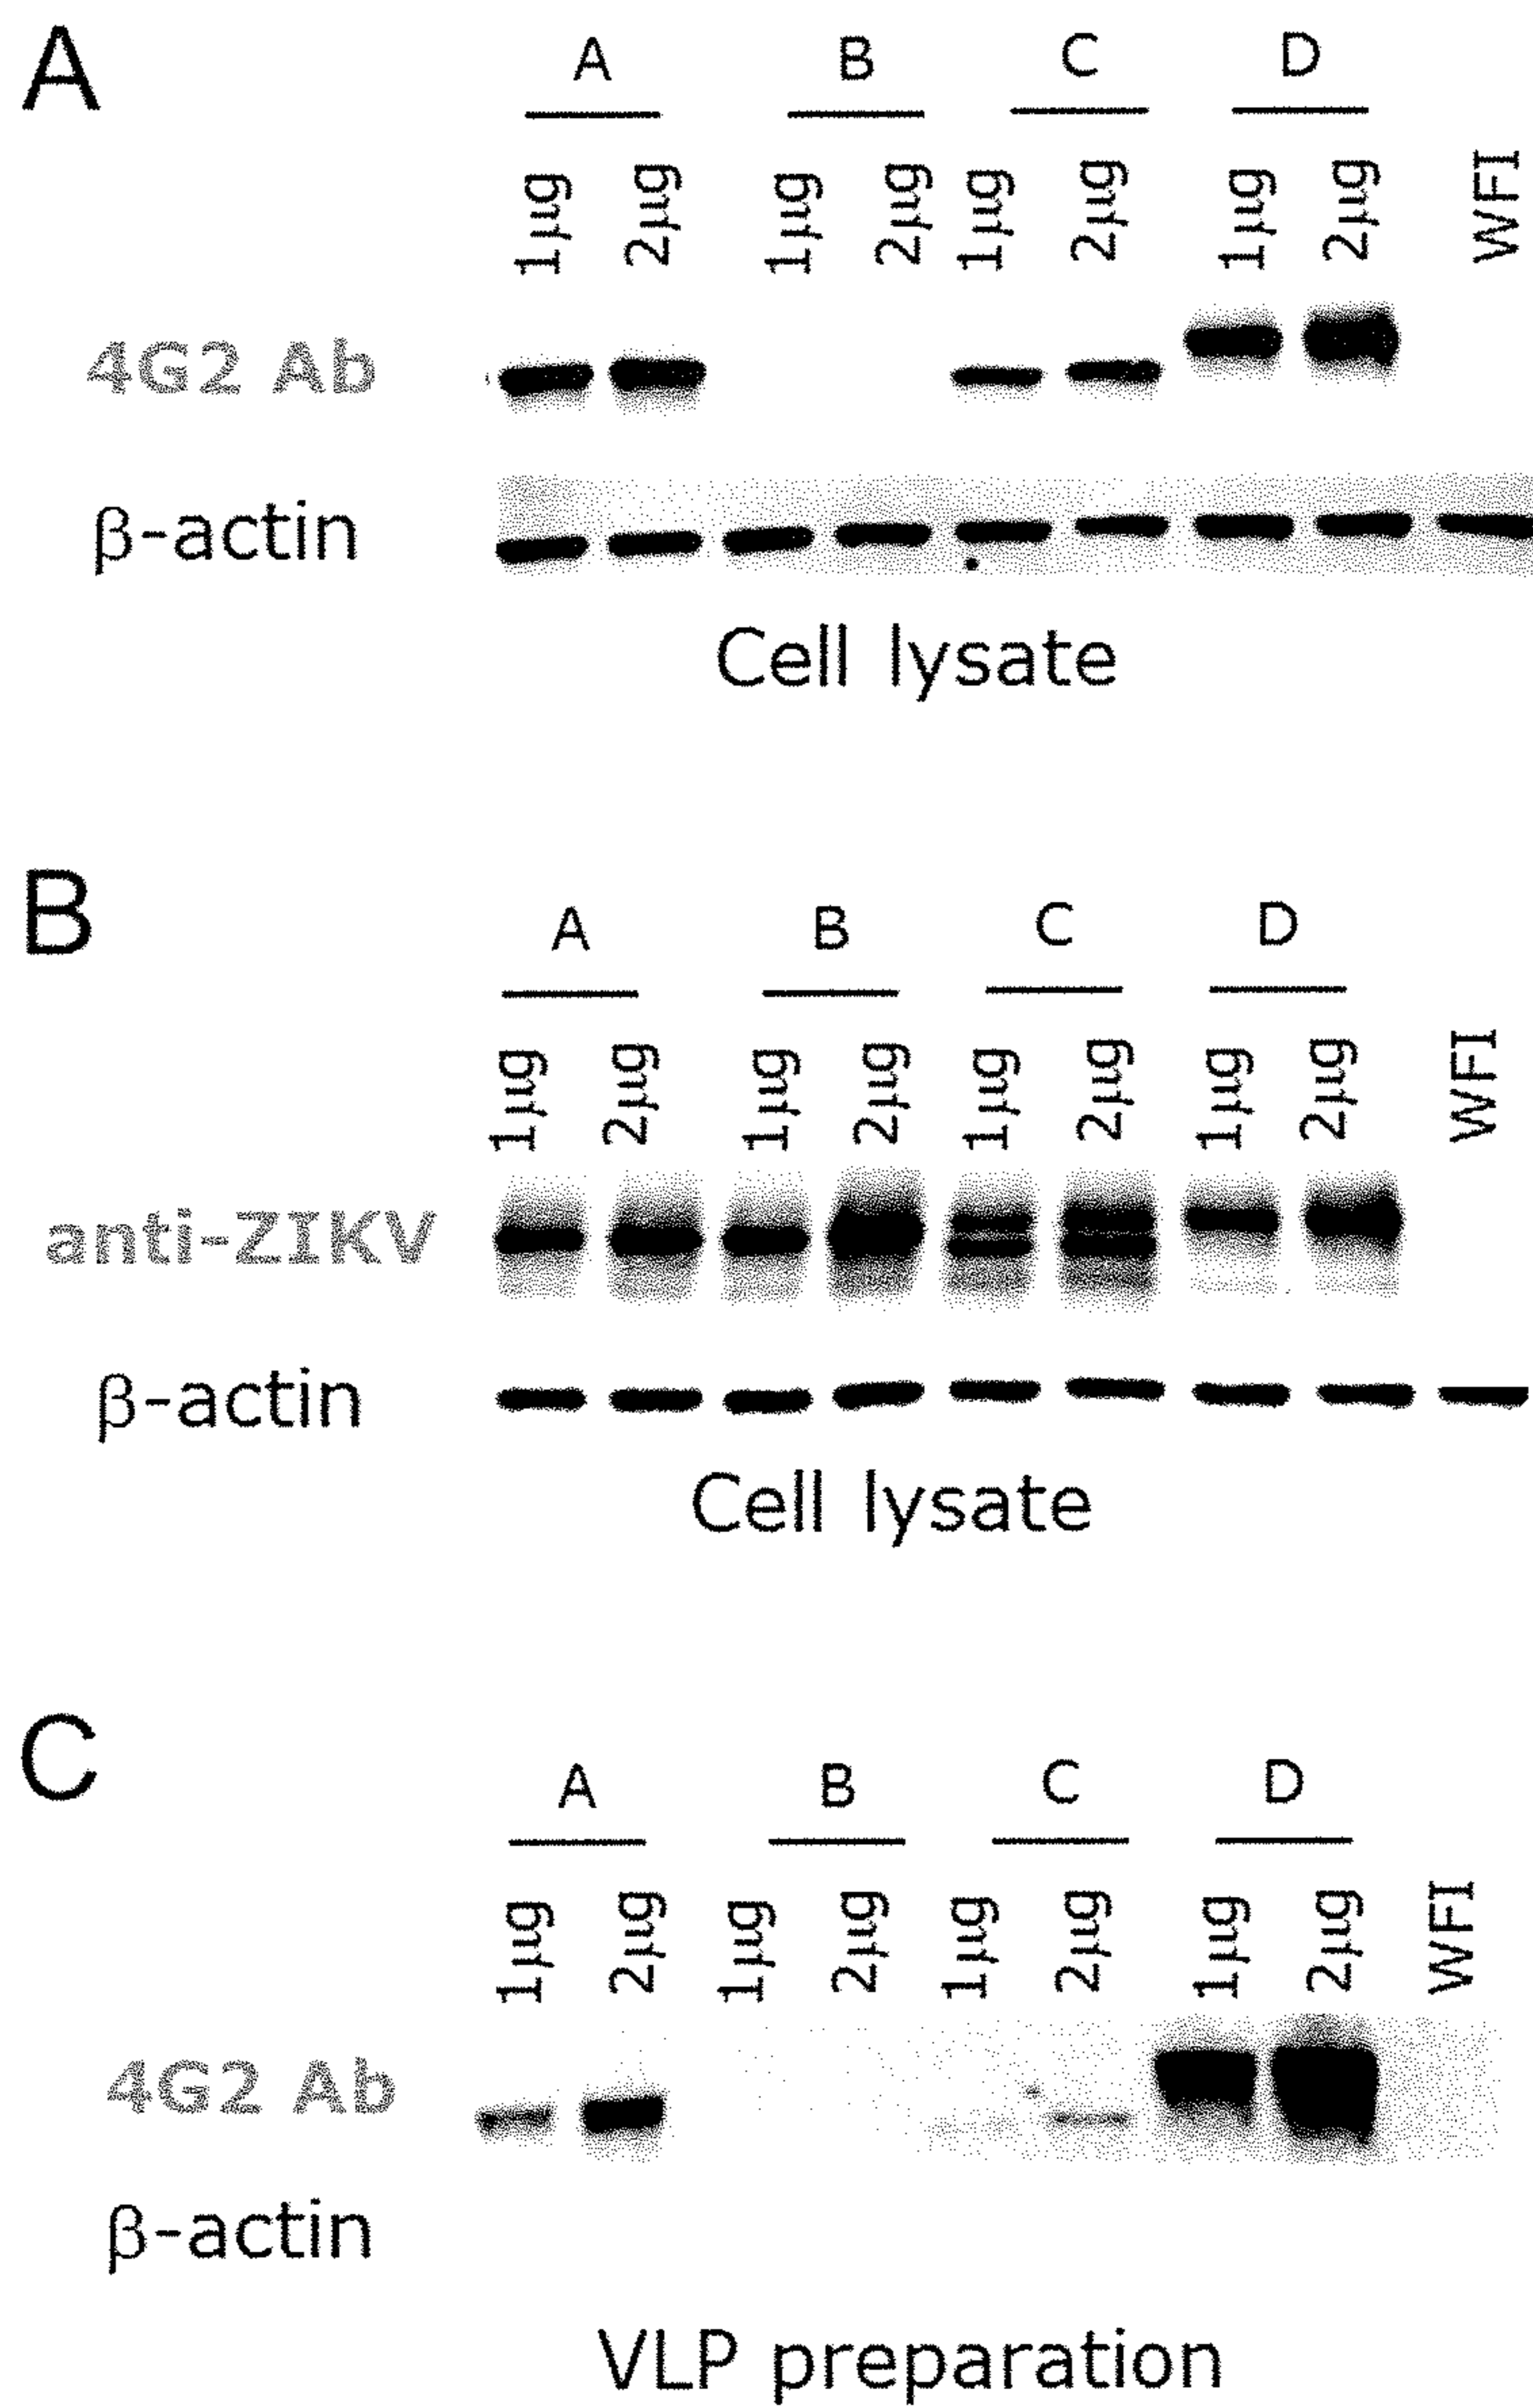 A
A B C D
1µg 2µg 1µg 2µg 1µg 2µg 1µg 2µg WFI
4G2 Ab
β-actin
Cell lysate
B
A B C D
1µg 2µg 1µg 2µg 1µg 2µg 1µg 2µg WFI
anti-ZIKV
β-actin
Cell lysate
C
A B C D
1µg 2µg 1µg 2µg 1µg 2µg 1µg 2µg WFI
4G2 Ab
β-actin
VLP preparation